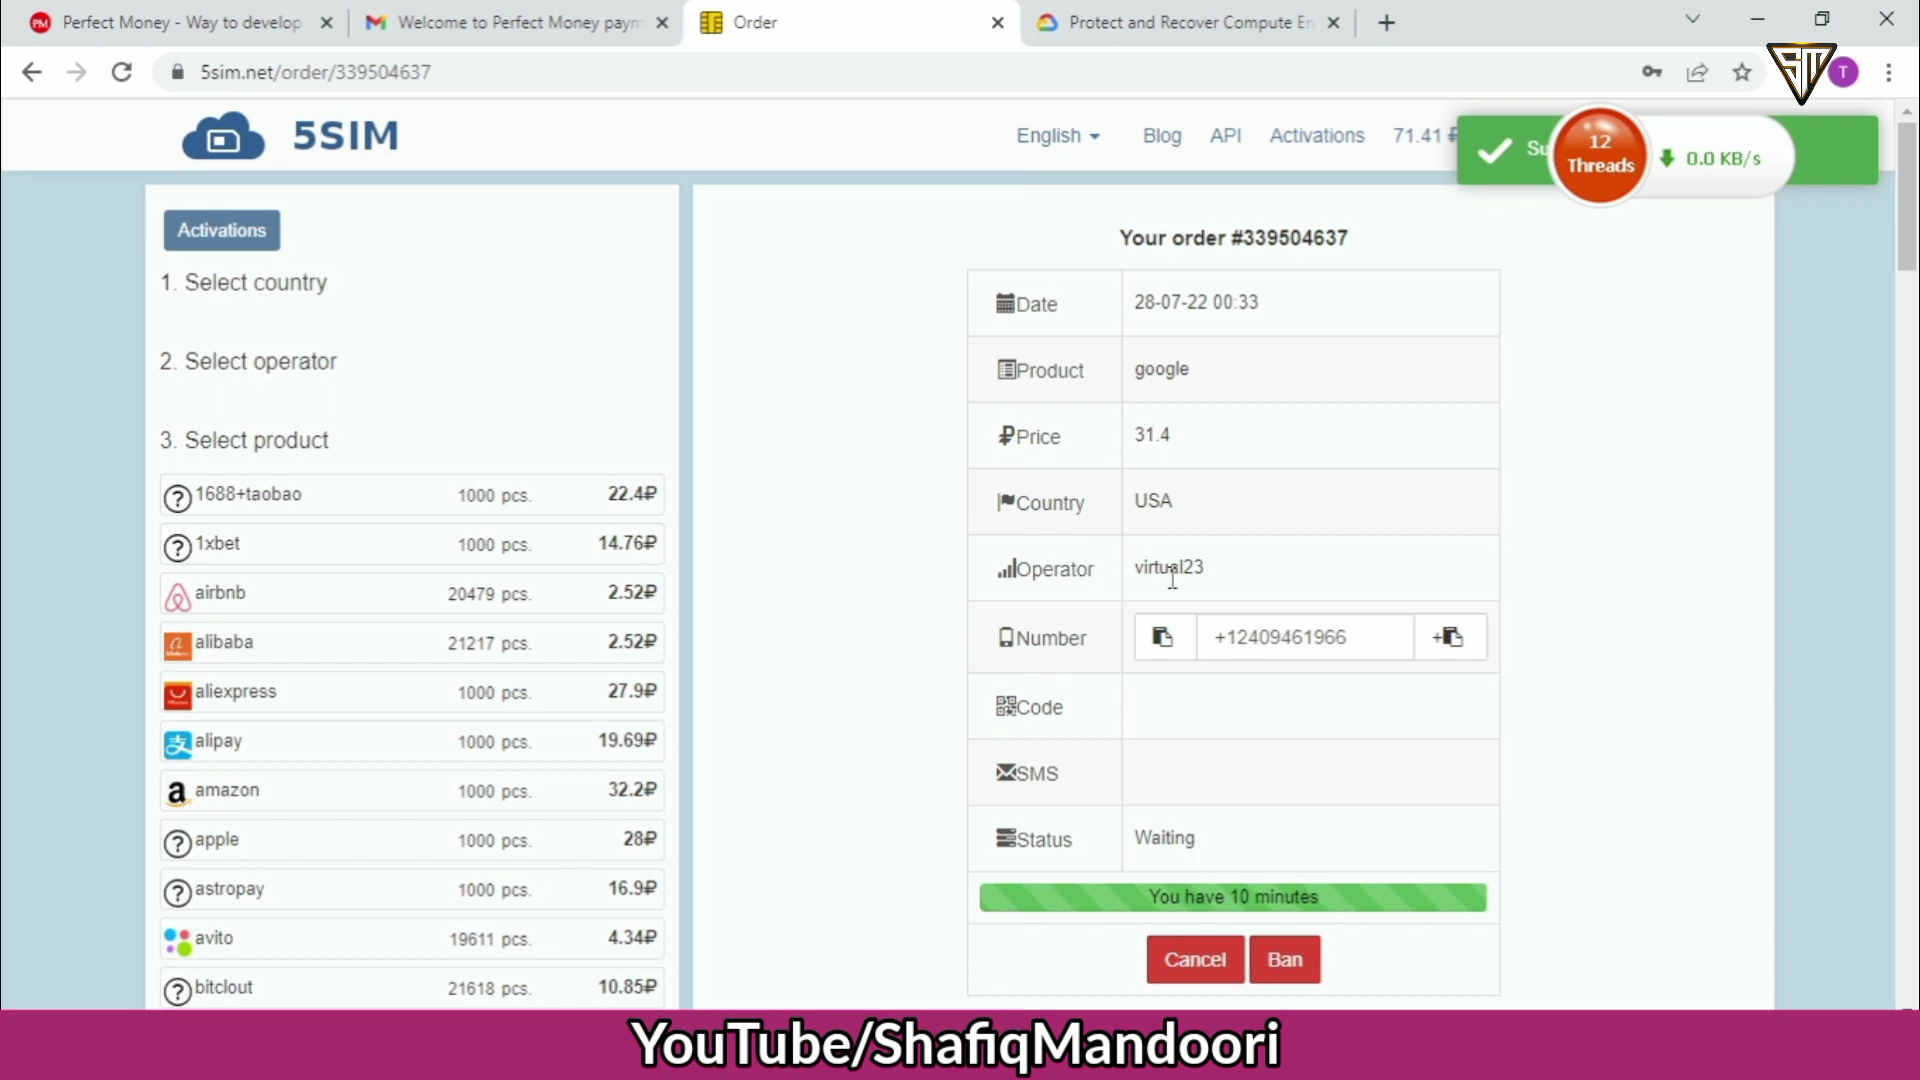 Perfect Money - Way to develop
Welcome to Perfect Money paym
Order
Protect and Recover Compute En
5sim.net/order/339504637
T
5SIM
English
Blog
API
Activations
71.41 ₽
Su
12
Threads
0.0 KB/s
Activations
1. Select country
2. Select operator
3. Select product
1688+taobao 1000 pcs. 22.4₽
1xbet 1000 pcs. 14.76₽
airbnb 20479 pcs. 2.52₽
alibaba 21217 pcs. 2.52₽
aliexpress 1000 pcs. 27.9₽
alipay 1000 pcs. 19.69₽
amazon 1000 pcs. 32.2₽
apple 1000 pcs. 28₽
astropay 1000 pcs. 16.9₽
avito 19611 pcs. 4.34₽
bitclout 21618 pcs. 10.85₽
Your order #339504637
Date 28-07-22 00:33
Product google
Price 31.4
Country USA
Operator virtual23
Number +12409461966
Code
SMS
Status Waiting
You have 10 minutes
Cancel Ban
YouTube/ShafiqMandoori